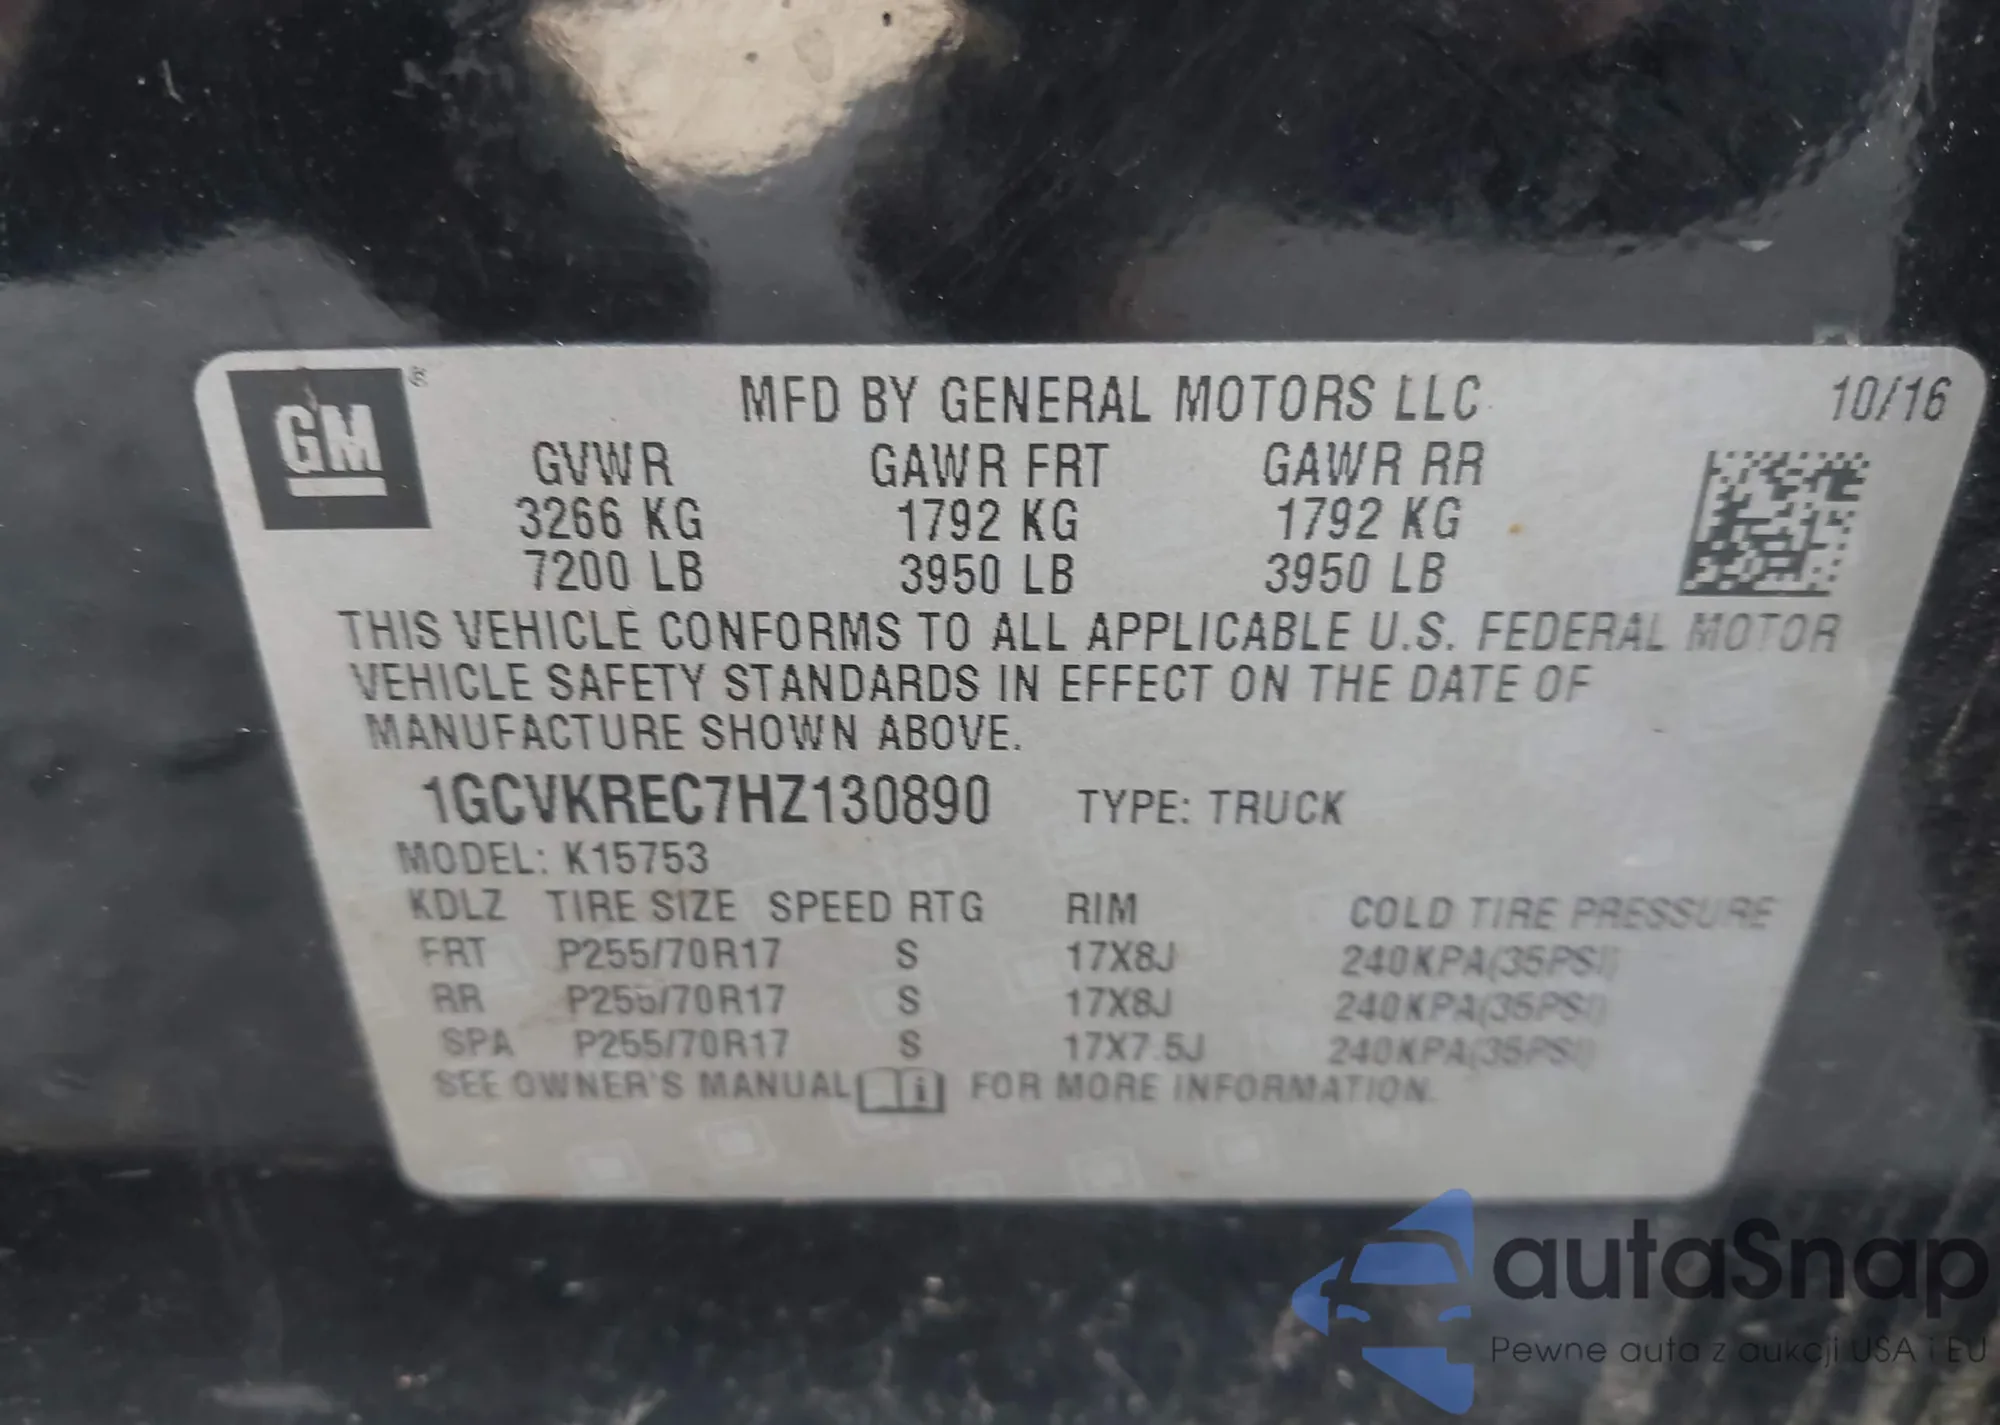 GM ®
MFD BY GENERAL MOTORS LLC 10/16
GVWR GAWR FRT GAWR RR
3266 KG 1792 KG 1792 KG
7200 LB 3950 LB 3950 LB
THIS VEHICLE CONFORMS TO ALL APPLICABLE U.S. FEDERAL MOTOR
VEHICLE SAFETY STANDARDS IN EFFECT ON THE DATE OF
MANUFACTURE SHOWN ABOVE.
1GCVKREC7HZ130890 TYPE: TRUCK
MODEL: K15753
KDLZ TIRE SIZE SPEED RTG RIM COLD TIRE PRESSURE
FRT P255/70R17 S 17X8J 240KPA(35PSI)
RR P255/70R17 S 17X8J 240KPA(35PSI)
SPA P255/70R17 S 17X7.5J 240KPA(35PSI)
SEE OWNER'S MANUAL FOR MORE INFORMATION.
autaSnap
Pewne auta z aukcji USA i EU